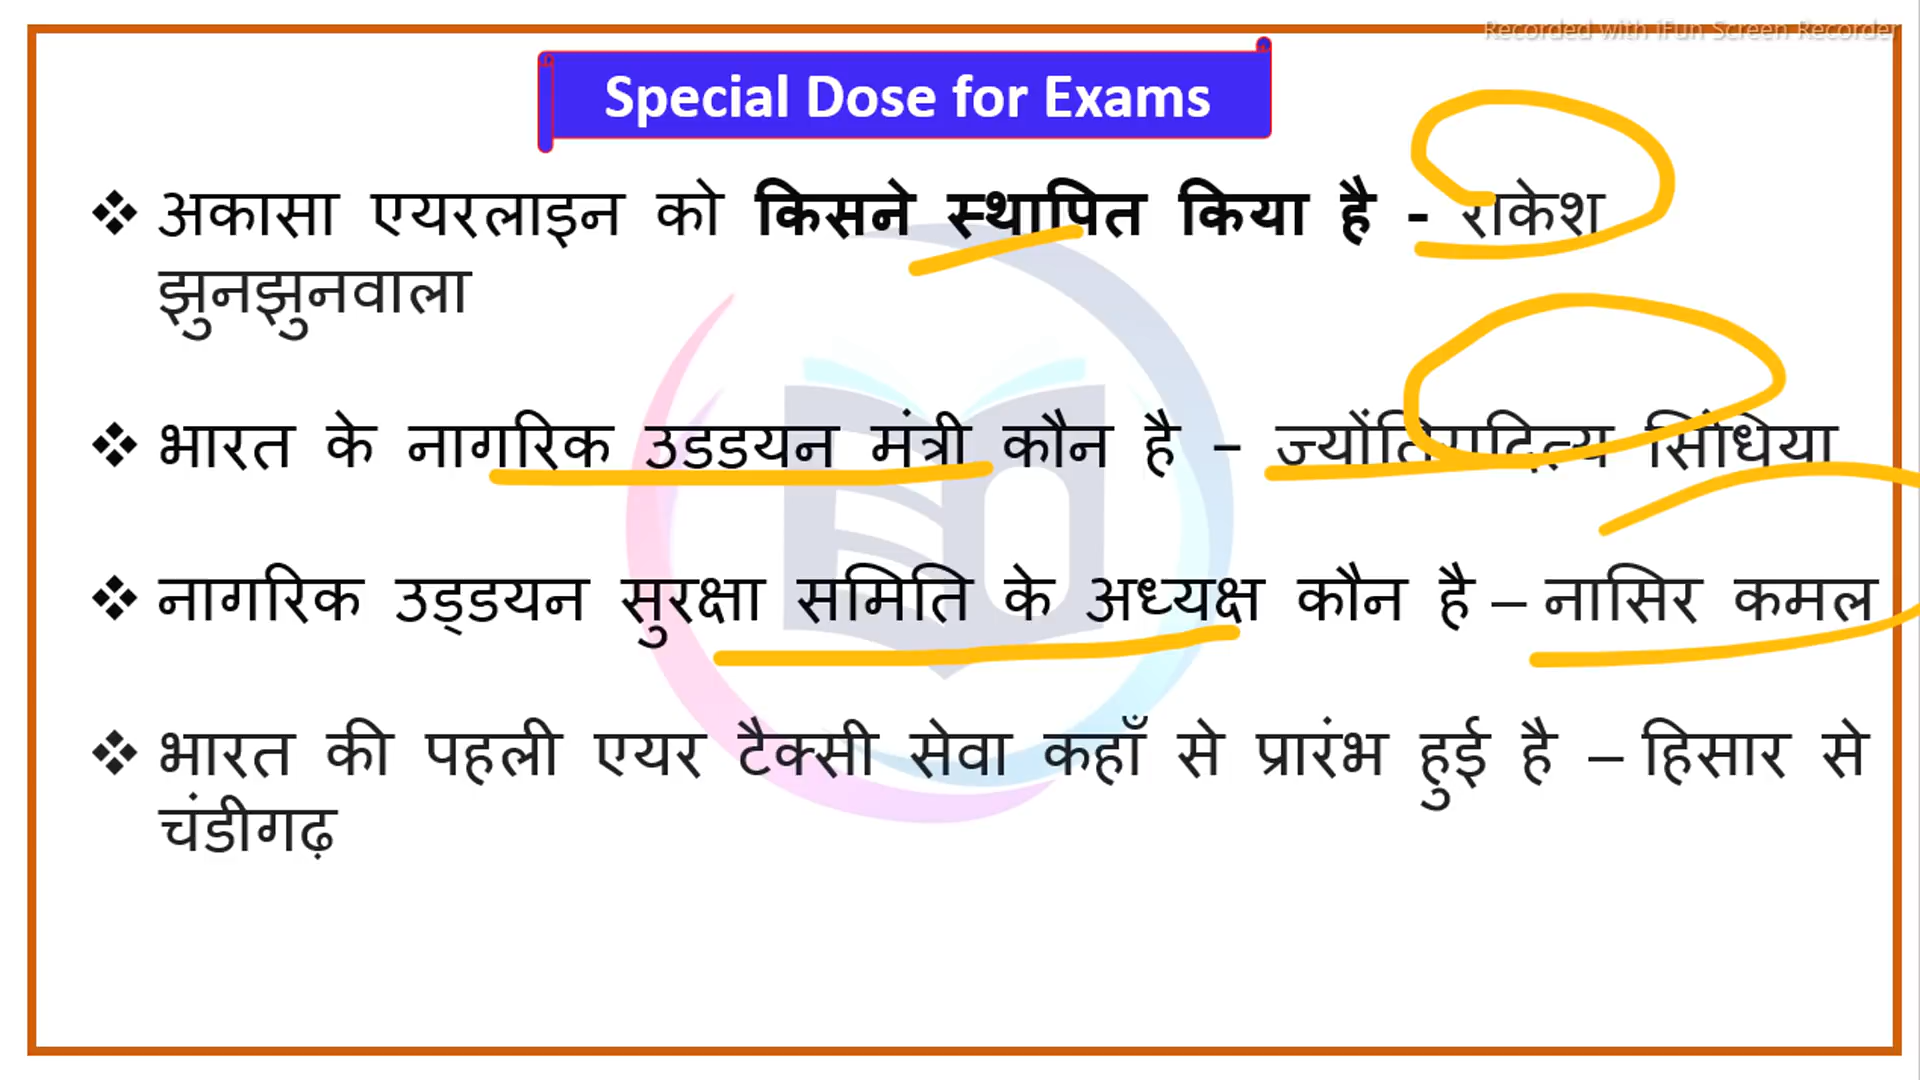 Recorded with iFun Screen Recorder
Special Dose for Exams
❖ अकासा एयरलाइन को किसने स्थापित किया है - राकेश
झुनझुनवाला
❖ भारत के नागरिक उडडयन मंत्री कौन है – ज्योंतिरादित्य सिंधिया
❖ नागरिक उड्डयन सुरक्षा समिति के अध्यक्ष कौन है – नासिर कमल
❖ भारत की पहली एयर टैक्सी सेवा कहाँ से प्रारंभ हुई है – हिसार से
चंडीगढ़